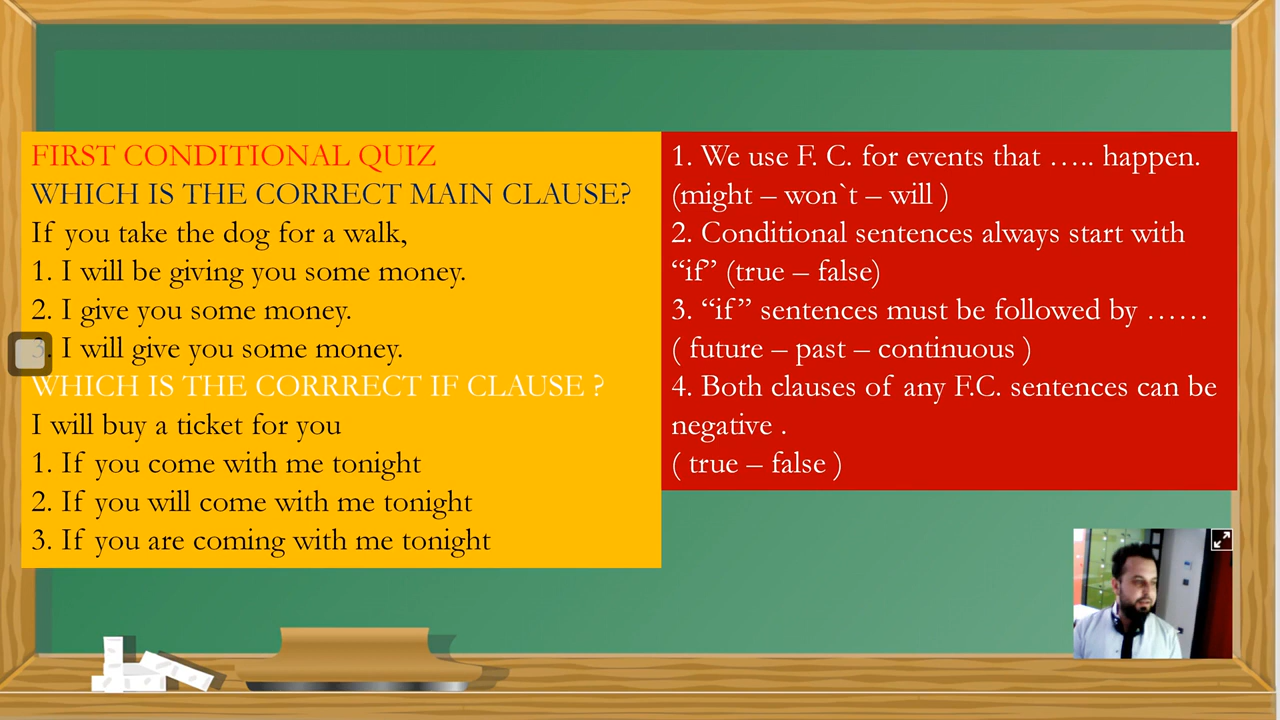 FIRST CONDITIONAL QUIZ
WHICH IS THE CORRECT MAIN CLAUSE?
If you take the dog for a walk,
1. I will be giving you some money.
2. I give you some money.
3. I will give you some money.
WHICH IS THE CORRRECT IF CLAUSE ?
I will buy a ticket for you
1. If you come with me tonight
2. If you will come with me tonight
3. If you are coming with me tonight
1. We use F. C. for events that ….. happen.
(might – won`t – will )
2. Conditional sentences always start with
“if” (true – false)
3. “if” sentences must be followed by ……
( future – past – continuous )
4. Both clauses of any F.C. sentences can be
negative .
( true – false )